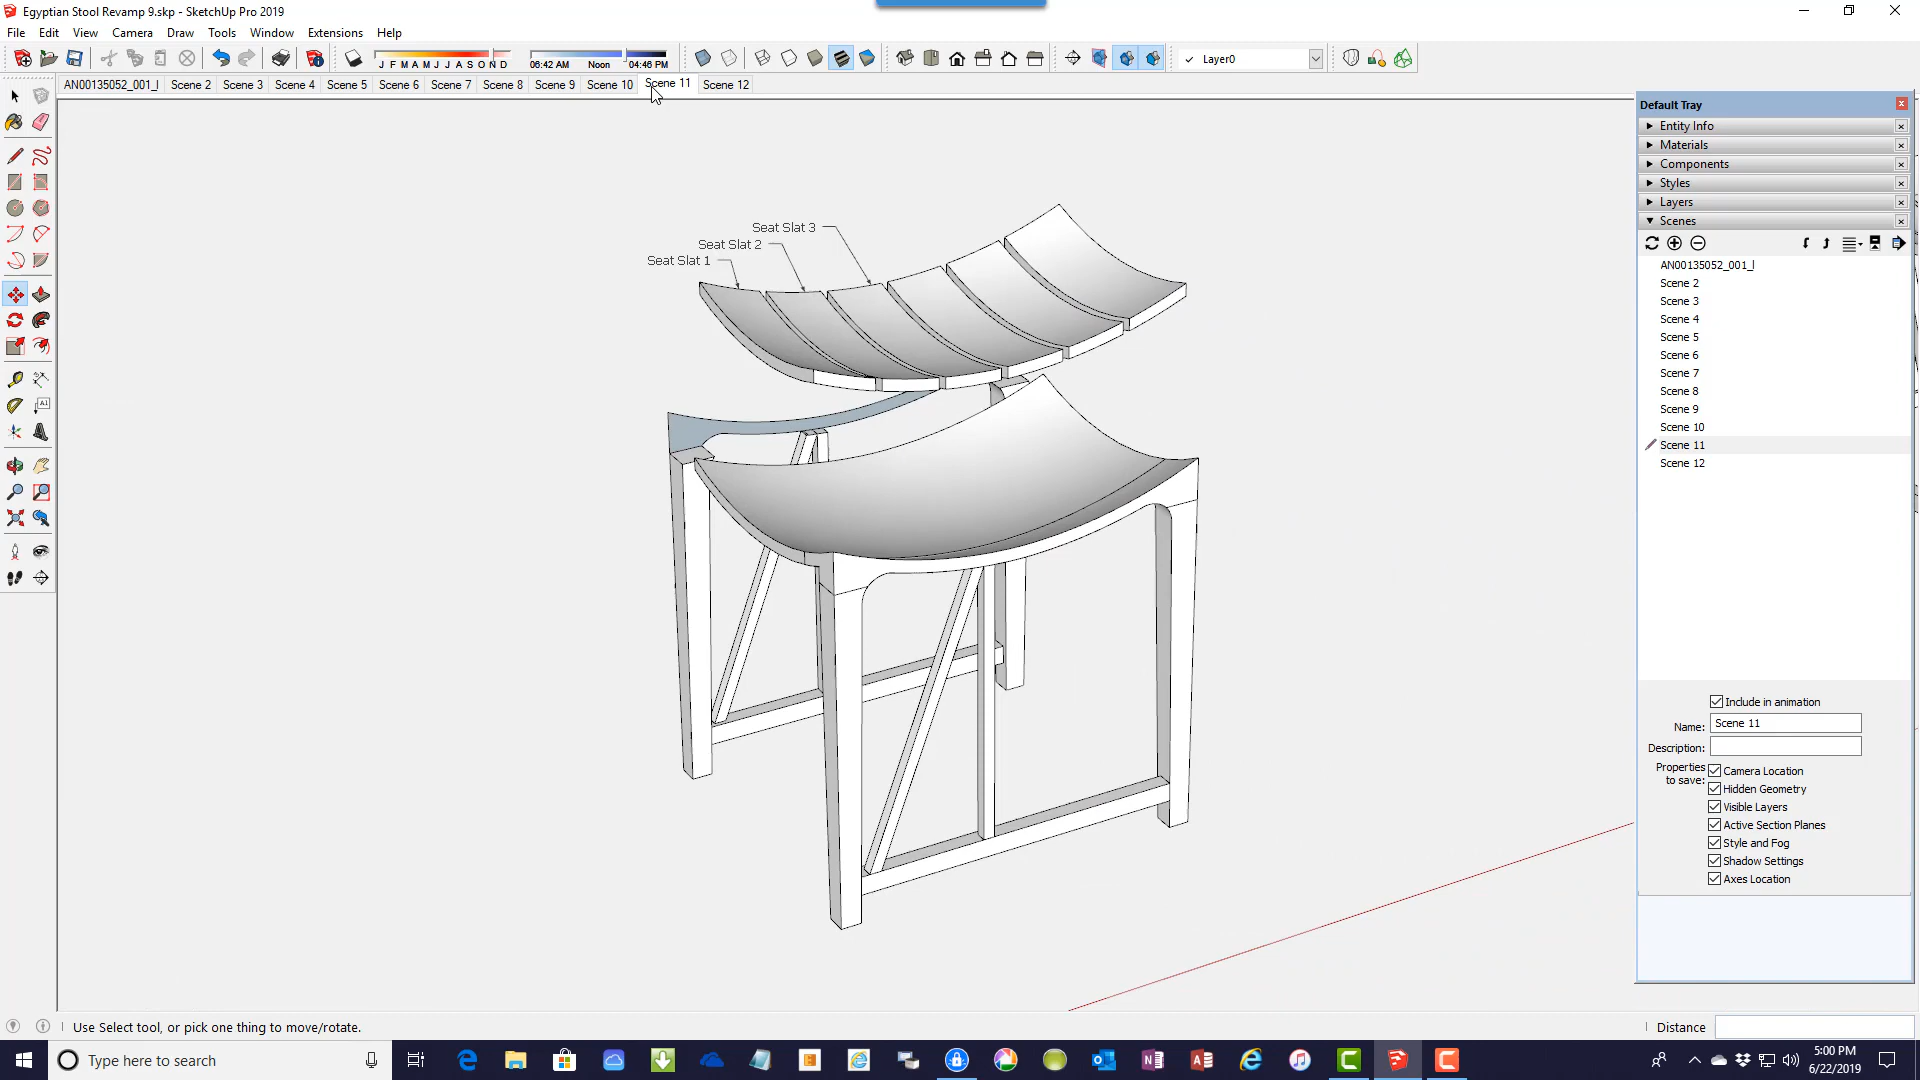 Egyptian Stool Revamp 9.skp - SketchUp Pro 2019
File Edit View Camera Draw Tools Window Extensions Help
J F M A M J J A S O N D 06:42 AM Noon 04:46 PM Layer0
AN00135052_001_l Scene 2 Scene 3 Scene 4 Scene 5 Scene 6 Scene 7 Scene 8 Scene 9 Scene 10 Scene 11 Scene 12
Default Tray
Entity Info
Materials
Components
Styles
Layers
Scenes
AN00135052_001_l
Scene 2
Scene 3
Scene 4
Scene 5
Scene 6
Scene 7
Scene 8
Scene 9
Scene 10
Scene 11
Scene 12
Seat Slat 3
Seat Slat 2
Seat Slat 1
Include in animation
Name: Scene 11
Description:
Properties to save:
Camera Location
Hidden Geometry
Visible Layers
Active Section Planes
Style and Fog
Shadow Settings
Axes Location
Use Select tool, or pick one thing to move/rotate.
Distance
Type here to search
5:00 PM
6/22/2019